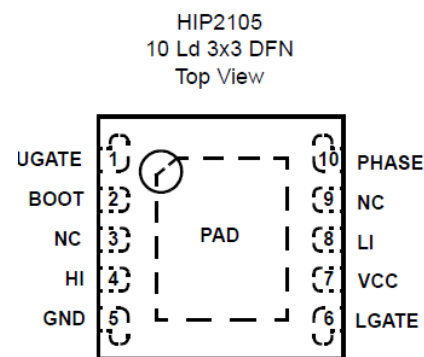 HIP2105
10 Ld 3x3 DFN
Top View
UGATE 1 10 PHASE
BOOT 2 9 NC
NC 3 PAD 8 LI
HI 4 7 VCC
GND 5 6 LGATE